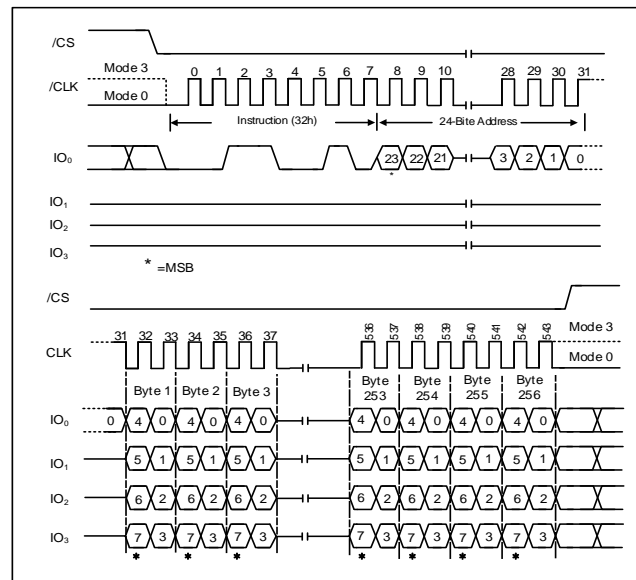 /CS
Mode 3
0 1 2 3 4 5 6 7 8 9 10 28 29 30 31
/CLK
Mode 0
Instruction (32h) 24-Bite Address
IO₀ 23 22 21 3 2 1 0
*
IO₁
IO₂
IO₃
* =MSB
/CS
31 32 33 34 35 36 37 536 537 538 539 540 541 542 543 Mode 3
CLK
Mode 0
Byte 1 Byte 2 Byte 3 Byte 253 Byte 254 Byte 255 Byte 256
IO₀ 0 4 0 4 0 4 0 4 0 4 0 4 0 4 0
IO₁ 5 1 5 1 5 1 5 1 5 1 5 1 5 1
IO₂ 6 2 6 2 6 2 6 2 6 2 6 2 6 2
IO₃ 7 3 7 3 7 3 7 3 7 3 7 3 7 3
* * * * * * *